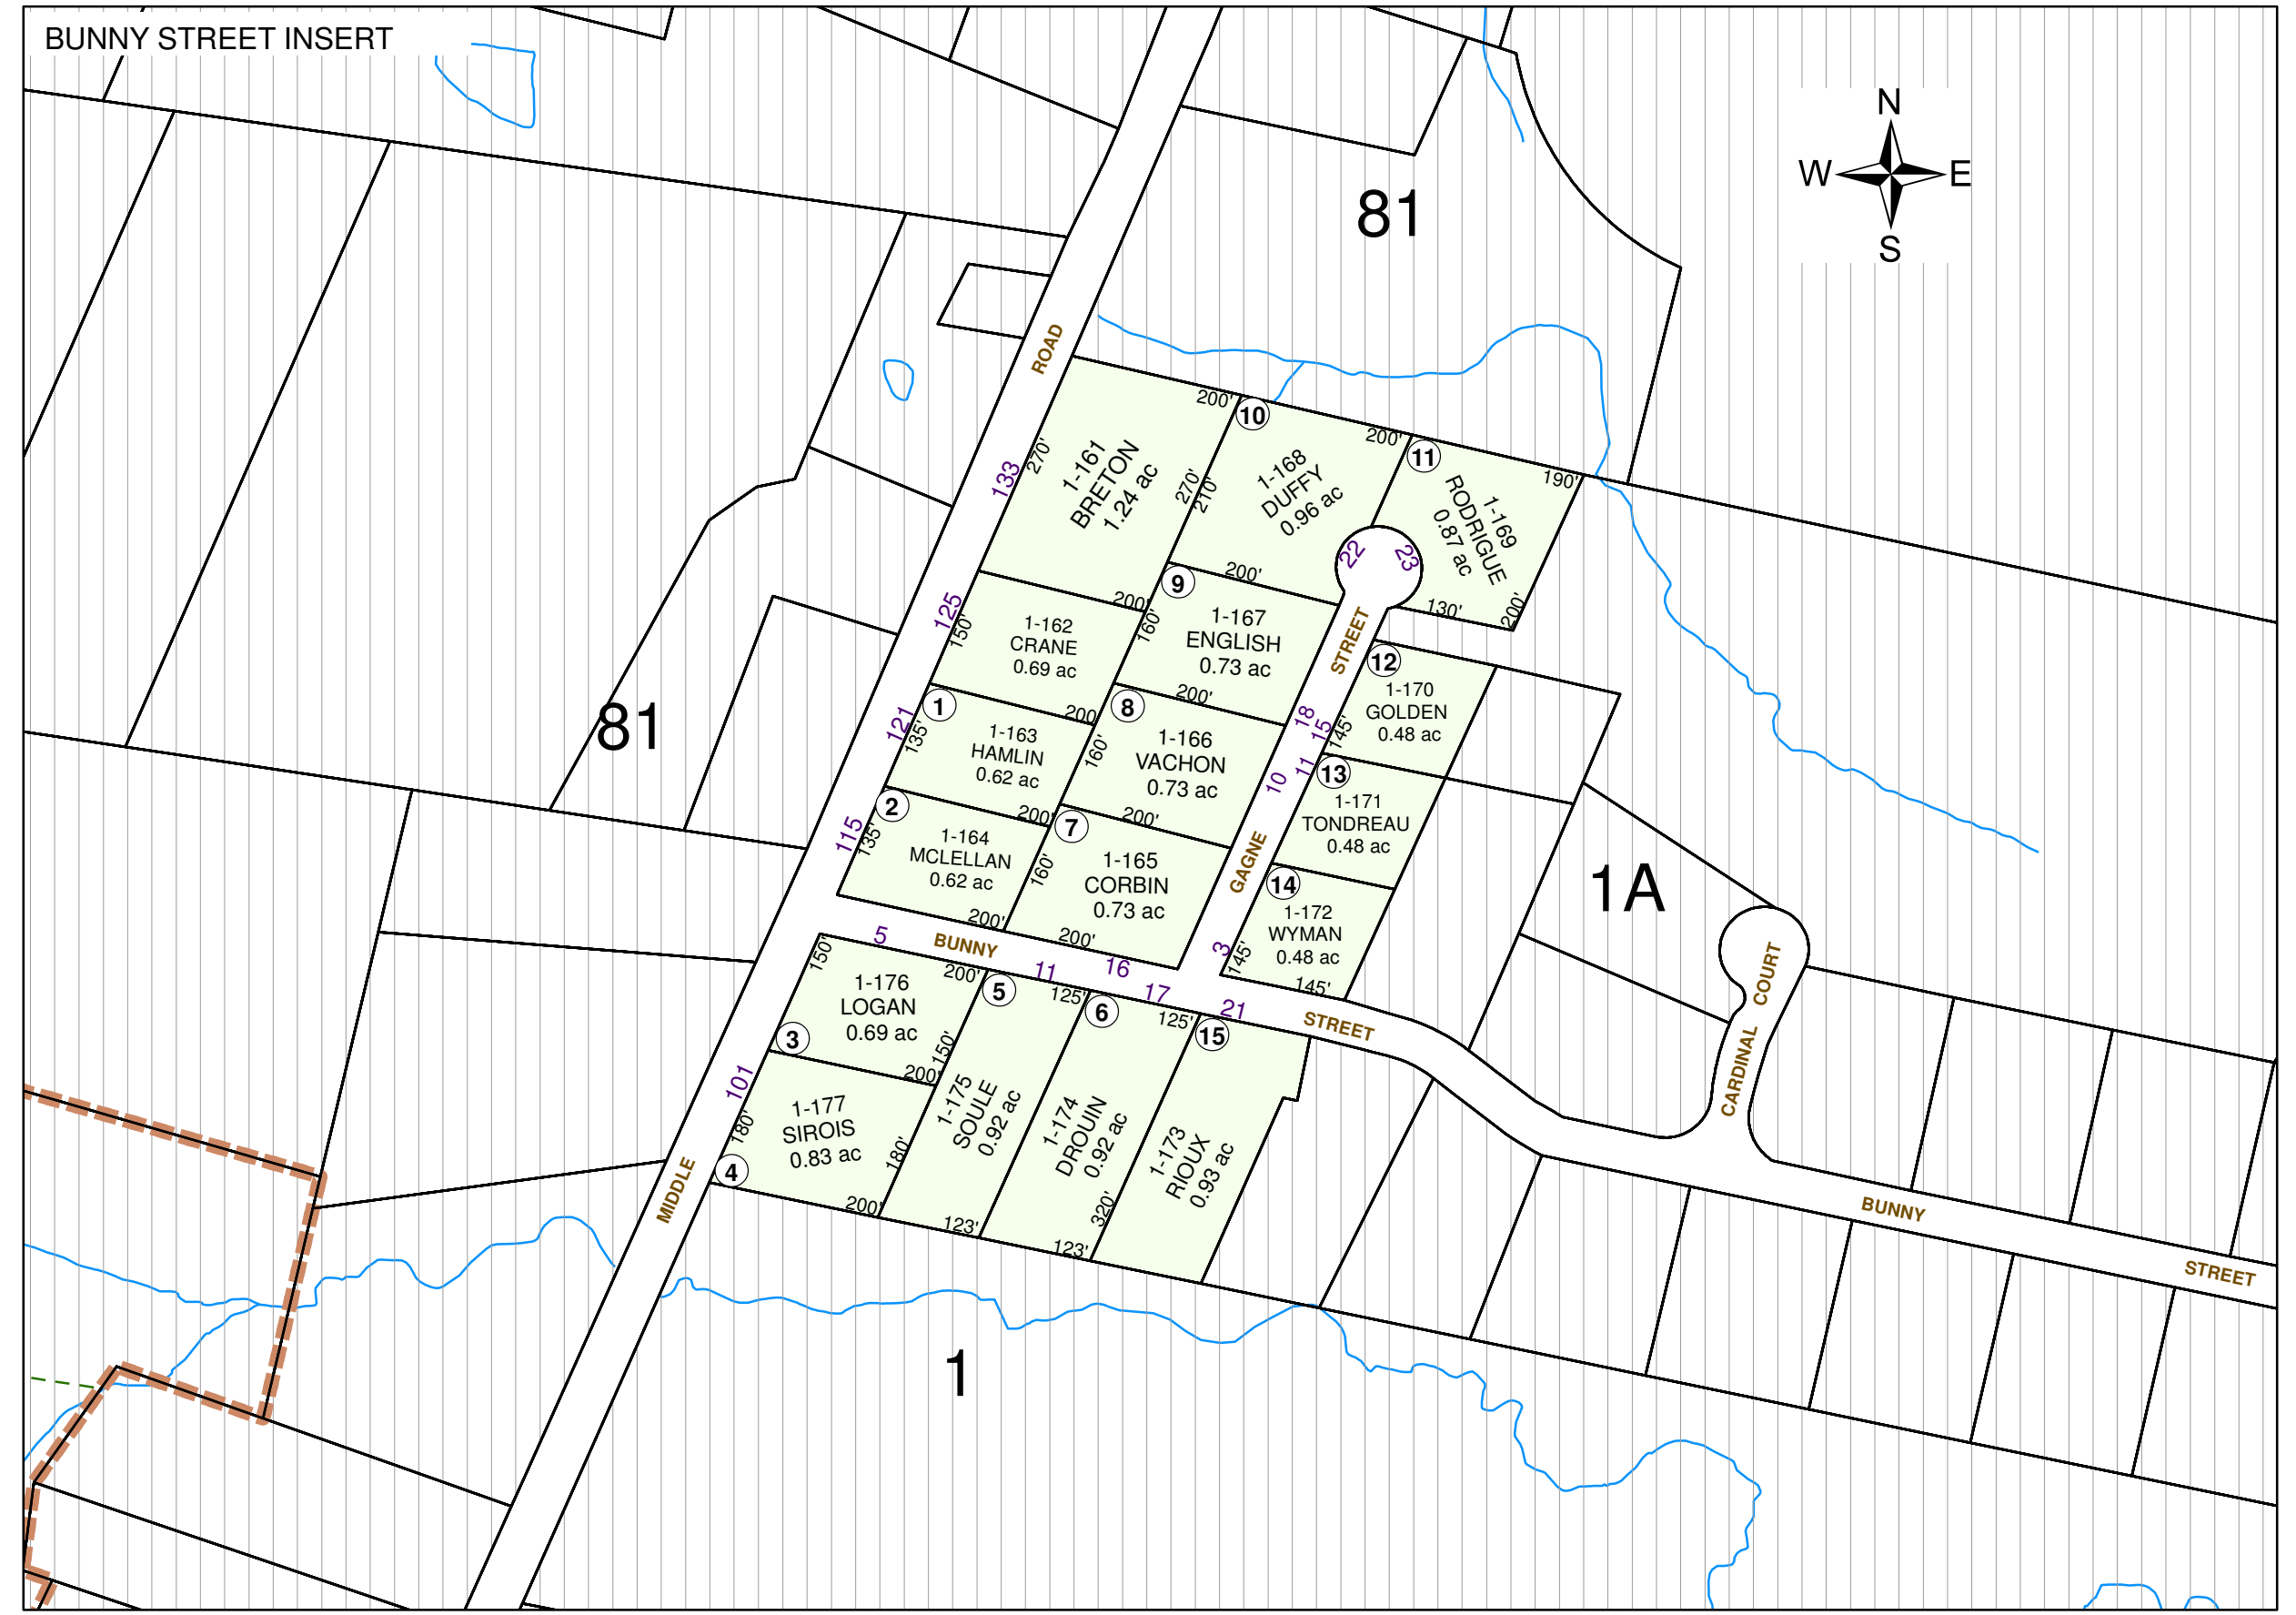 BUNNY STREET INSERT
N
W
E
S
81
81
1A
1
ROAD
MIDDLE
133
270'
1-161
BRETON
1.24 ac
200'
10
270'
210'
1-168
DUFFY
0.96 ac
200'
11
1-169
RODRIGUE
0.87 ac
190'
22
23
130'
200'
125
150'
1-162
CRANE
0.69 ac
200'
160'
9
200'
1-167
ENGLISH
0.73 ac
STREET
12
1-170
GOLDEN
0.48 ac
145'
18
15
121
135'
1
1-163
HAMLIN
0.62 ac
200'
160'
8
200'
1-166
VACHON
0.73 ac
10
11
13
1-171
TONDREAU
0.48 ac
115
135'
2
1-164
MCLELLAN
0.62 ac
200'
200'
160'
7
200'
1-165
CORBIN
0.73 ac
200'
GAGNE
14
1-172
WYMAN
0.48 ac
3
145'
145'
5
BUNNY
11
16
17
21
STREET
150'
1-176
LOGAN
0.69 ac
200'
150'
200'
3
5
125'
6
125'
15
101
180'
1-177
SIROIS
0.83 ac
180'
200'
4
1-175
SOULE
0.92 ac
123'
1-174
DROUIN
0.92 ac
320'
123'
1-173
RIOUX
0.93 ac
CARDINAL
COURT
BUNNY
STREET